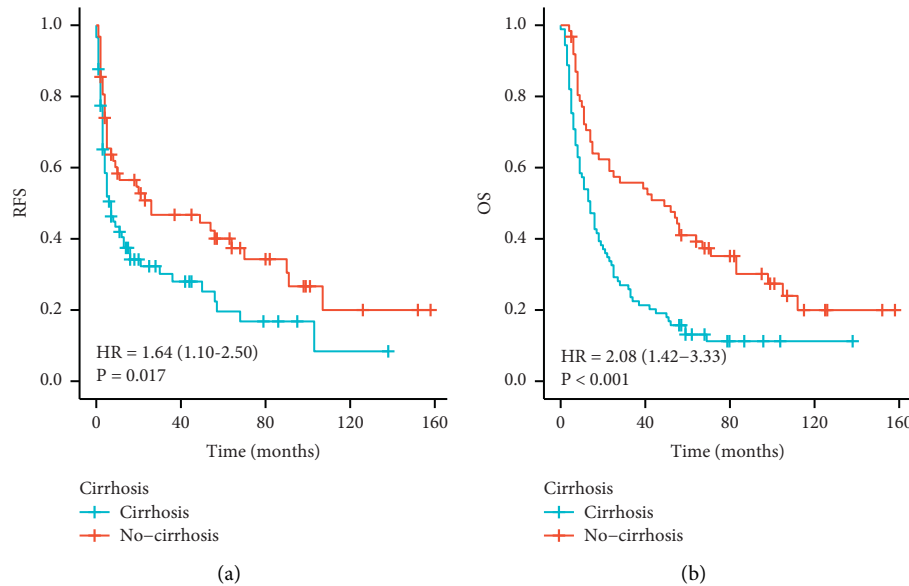 1.0
0.8
0.6
0.4
0.2
0.0
RFS
HR = 1.64 (1.10-2.50)
P = 0.017
0 40 80 120 160
Time (months)
Cirrhosis
Cirrhosis
No−cirrhosis
(a)
1.0
0.8
0.6
0.4
0.2
0.0
OS
HR = 2.08 (1.42−3.33)
P < 0.001
0 40 80 120 160
Time (months)
Cirrhosis
Cirrhosis
No−cirrhosis
(b)